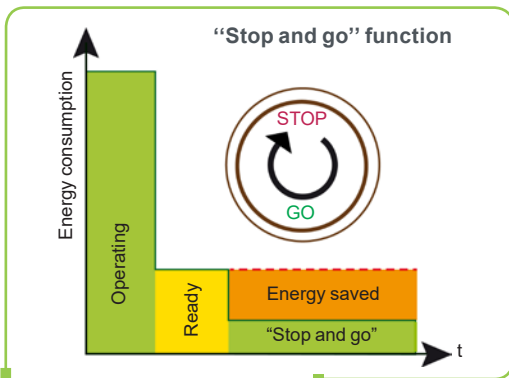 ‘‘Stop and go’’ function
Energy consumption
STOP
GO
Operating
Ready
Energy saved
“Stop and go”
t